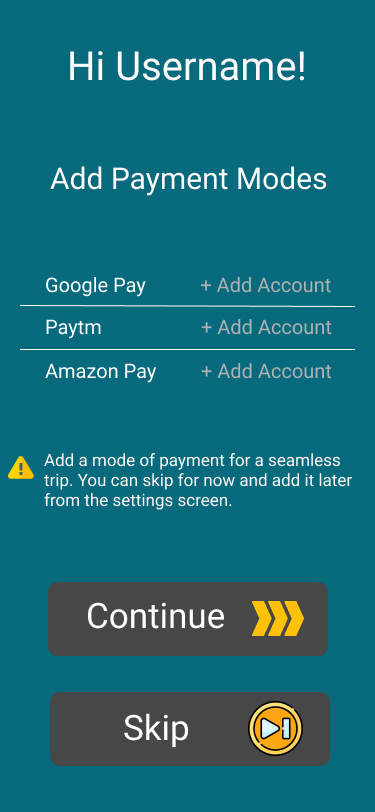 Hi Username!
Add Payment Modes
Google Pay + Add Account
Paytm + Add Account
Amazon Pay + Add Account
Add a mode of payment for a seamless
trip. You can skip for now and add it later
from the settings screen.
Continue
Skip